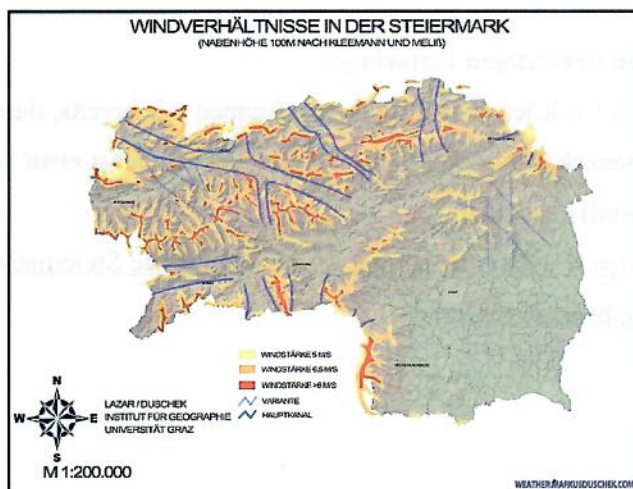 WINDVERHÄLTNISSE IN DER STEIERMARK
(NABENHÖHE 100M NACH KLEEMANN UND MELIß)
WINDSTÄRKE 5 M/S
WINDSTÄRKE 6,5 M/S
WINDSTÄRKE >8 M/S
VARIANTE
HAUPTKANAL
N
W
E
S
LAZAR / DUSCHEK
INSTITUT FÜR GEOGRAPHIE
UNIVERSITÄT GRAZ
M 1:200.000
WEATHER.MARKUSDUSCHEK.COM